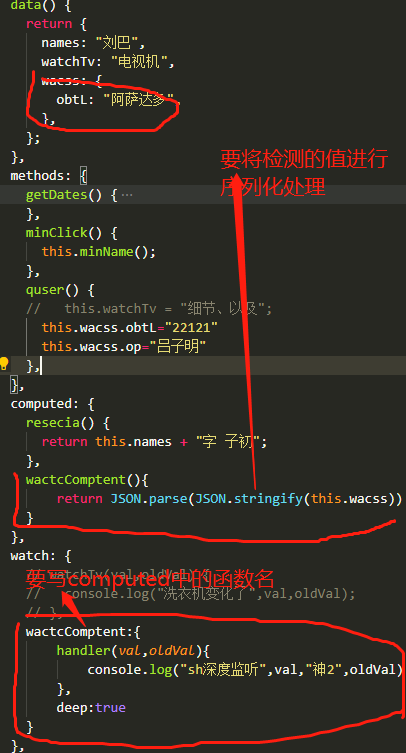 data() {
return {
names: "刘巴",
watchTv: "电视机",
wacss: {
obtL: "阿萨达多",
},
};
},
methods: {
getDates() { ···
},
minClick() {
this.minName();
},
quser() {
// this.watchTv = "细节、以及";
this.wacss.obtL="22121"
this.wacss.op="吕子明"
},
},
要将检测的值进行
序列化处理
computed: {
resecia() {
return this.names + "字 子初";
},
wactcComptent(){
return JSON.parse(JSON.stringify(this.wacss))
}
},
watch: {
要写computed中的函数名
// watchTv(val,oldVal) {
// console.log("洗衣机变化了",val,oldVal);
// },
wactcComptent:{
handler(val,oldVal){
console.log("sh深度监听",val,"神2",oldVal)
},
deep:true
}
},